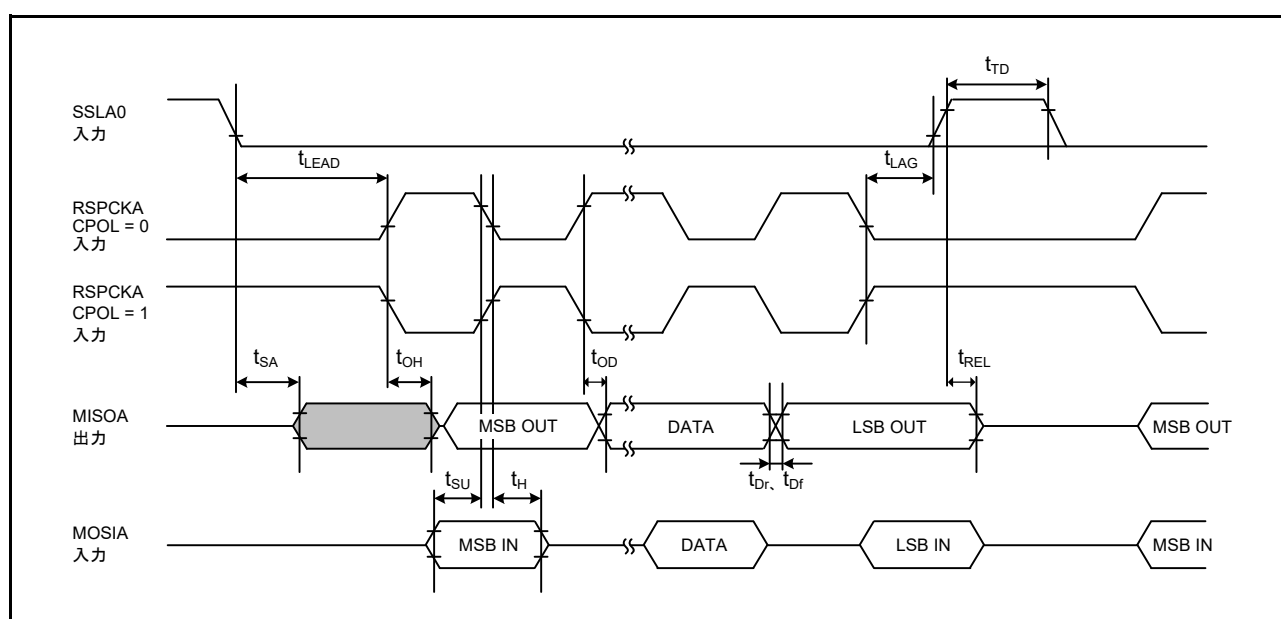 tTD
SSLA0
入力
tLEAD
tLAG
RSPCKA
CPOL = 0
入力
RSPCKA
CPOL = 1
入力
tSA
tOH
tOD
tREL
MISOA
出力
MSB OUT
DATA
LSB OUT
MSB OUT
tSU
tH
tDr、tDf
MOSIA
入力
MSB IN
DATA
LSB IN
MSB IN